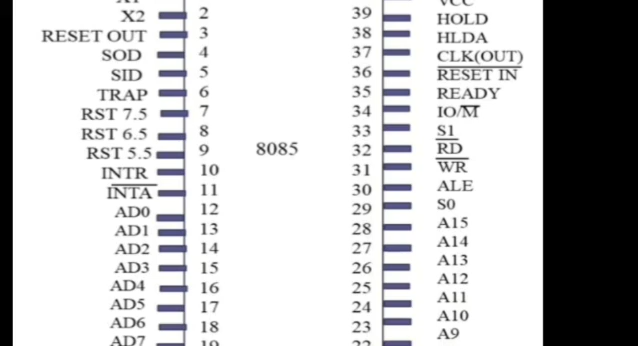 X1
X2 2
RESET OUT 3
SOD 4
SID 5
TRAP 6
RST 7.5 7
RST 6.5 8
RST 5.5 9
INTR 10
INTA 11
AD0 12
AD1 13
AD2 14
AD3 15
AD4 16
AD5 17
AD6 18
AD7 19
8085
VCC
39 HOLD
38 HLDA
37 CLK(OUT)
36 RESET IN
35 READY
34 IO/M
33 S1
32 RD
31 WR
30 ALE
29 S0
28 A15
27 A14
26 A13
25 A12
24 A11
23 A10
22 A9